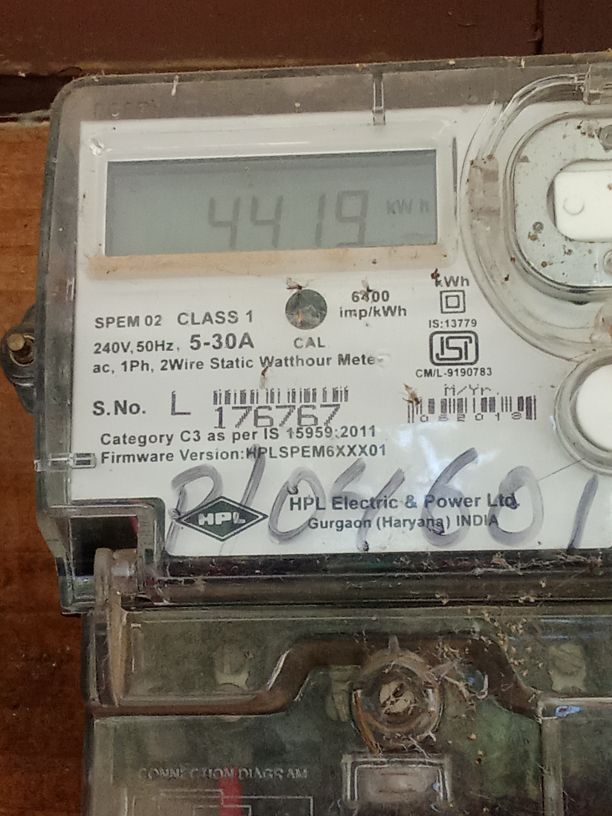 4419 kWh
kWh
6400
imp/kWh
SPEM 02 CLASS 1
CAL
IS:13779
240V,50Hz, 5-30A
ISI
ac, 1Ph, 2Wire Static Watthour Meter
CM/L-9190783
M/Yr.
S.No. L 176767
Category C3 as per IS 15959:2011
Firmware Version:HPLSPEM6XXX01
HPL
HPL Electric & Power Ltd.
Gurgaon (Haryana) INDIA
CONNECTION DIAGRAM